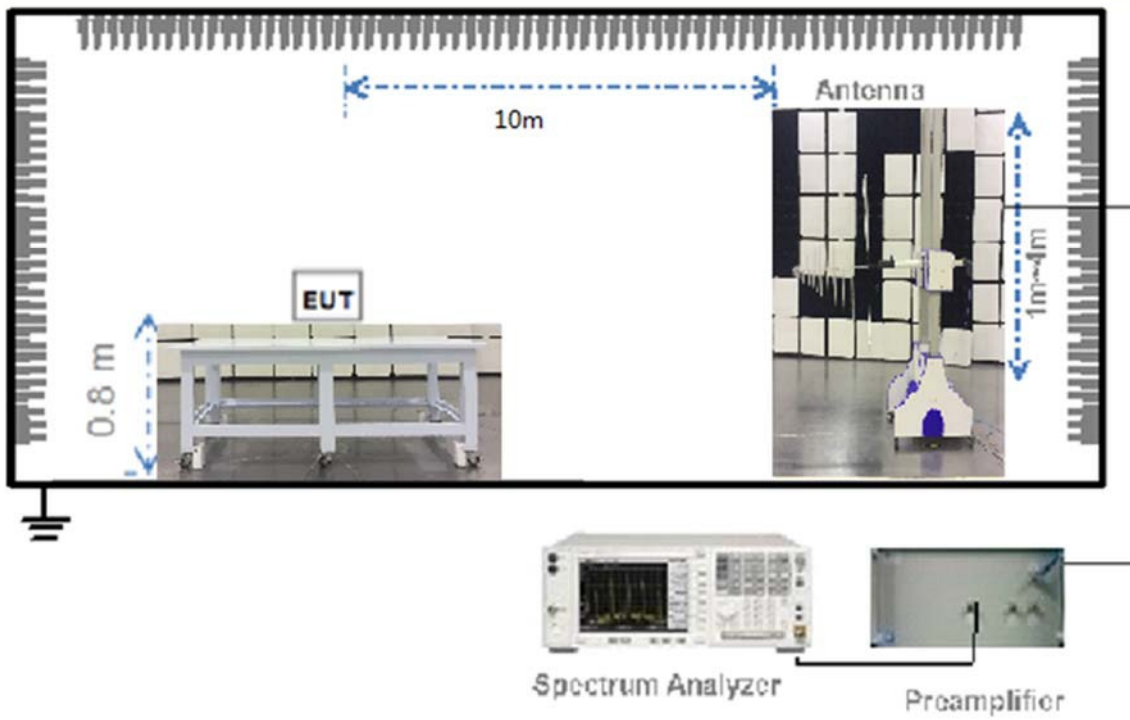 10m
Antenna
EUT
0.8 m
1m~4m
Spectrum Analyzer
Preamplifier